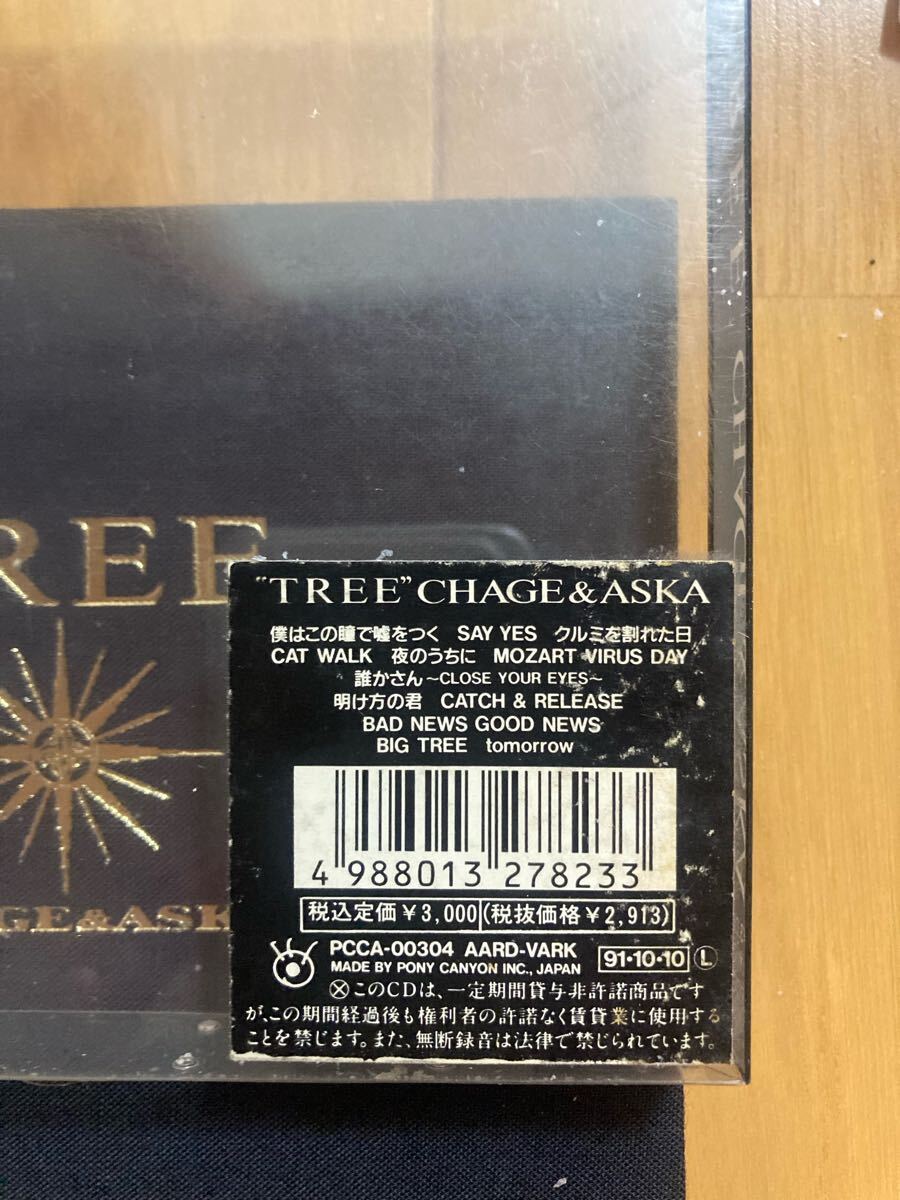 REE
AGE&ASK
"TREE" CHAGE&ASKA
僕はこの瞳で嘘をつく SAY YES クルミを割れた日
CAT WALK 夜のうちに MOZART VIRUS DAY
誰かさん～CLOSE YOUR EYES～
明け方の君 CATCH & RELEASE
BAD NEWS GOOD NEWS
BIG TREE tomorrow
4 988013 278233
税込定価￥3,000(税抜価格￥2,913)
PCCA-00304 AARD-VARK
MADE BY PONY CANYON INC., JAPAN
91・10・10 L
このCDは、一定期間貸与非許諾商品です
が、この期間経過後も権利者の許諾なく賃貸業に使用する
ことを禁じます。また、無断録音は法律で禁じられています。